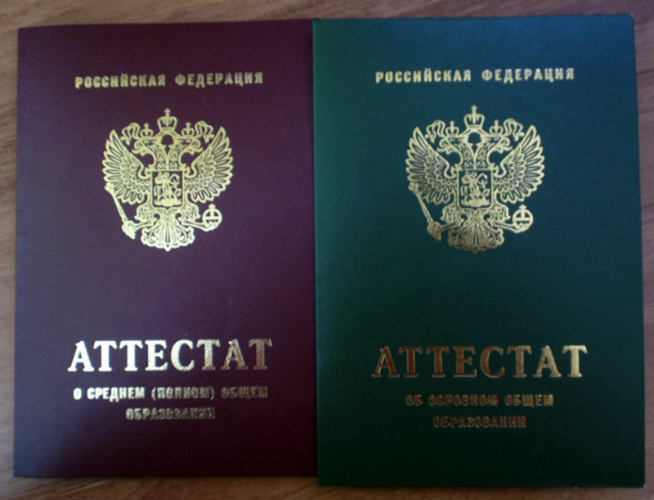 РОССИЙСКАЯ ФЕДЕРАЦИЯ
АТТЕСТАТ
О СРЕДНЕМ (ПОЛНОМ) ОБЩЕМ
ОБРАЗОВАНИИ
РОССИЙСКАЯ ФЕДЕРАЦИЯ
АТТЕСТАТ
ОБ ОСНОВНОМ ОБЩЕМ
ОБРАЗОВАНИИ